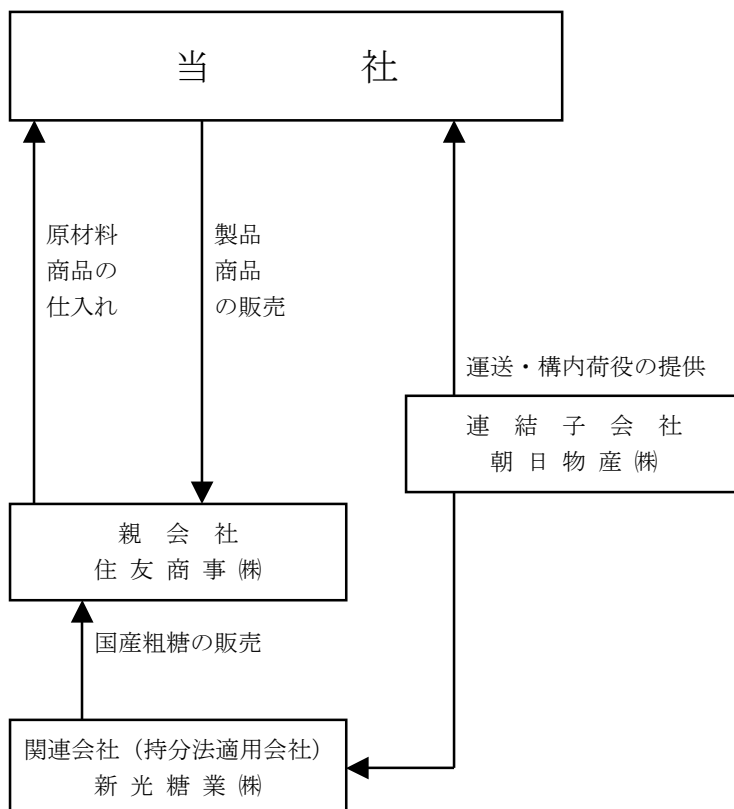 当 社
原材料
商品の
仕入れ
製品
商品
の販売
運送・構内荷役の提供
連結子会社
朝日物産㈱
親会社
住友商事㈱
国産粗糖の販売
関連会社（持分法適用会社）
新光糖業㈱